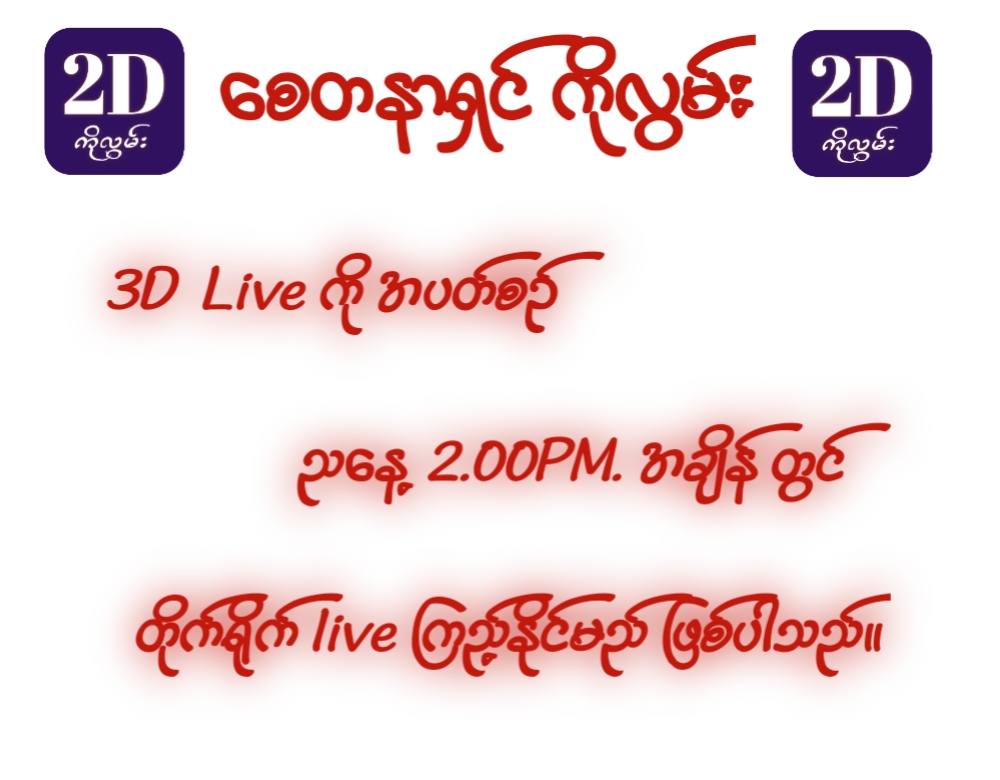 2D
ကိုလွမ်း
စေတနာရှင် ကိုလွမ်း
2D
ကိုလွမ်း
3D Live ကို အပတ်စဉ်
ညနေ့ 2.00PM. အချိန် တွင်
တိုက်ရိုက် live ကြည့်နိုင်မည် ဖြစ်ပါသည်။